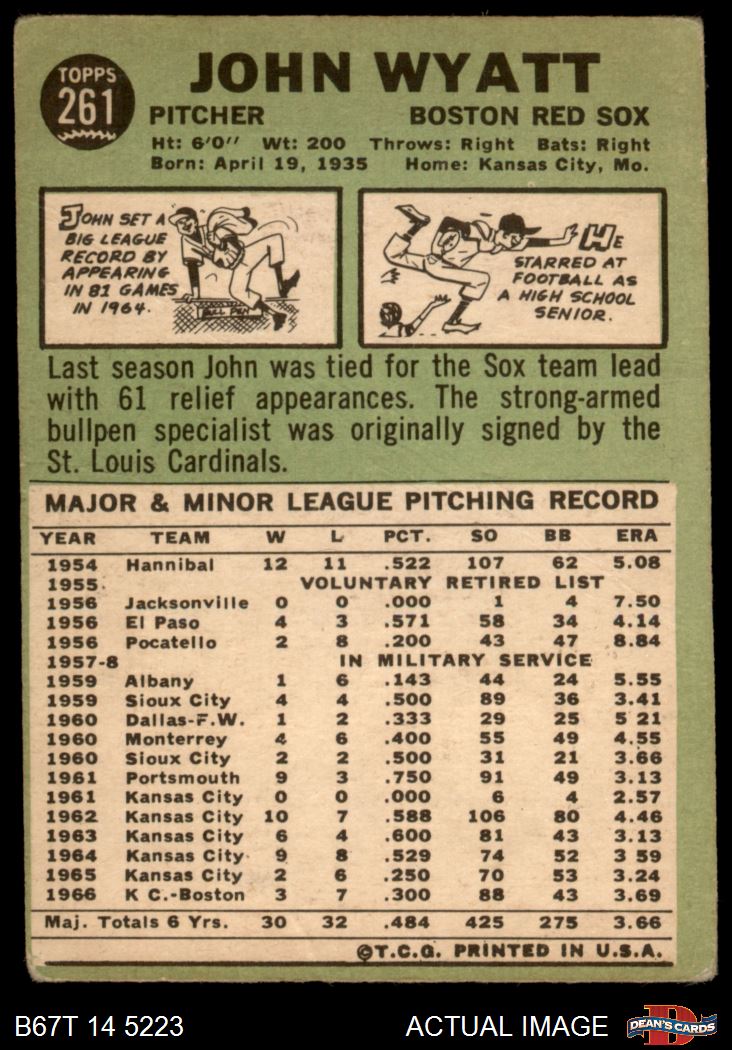 TOPPS
261
JOHN WYATT
PITCHER BOSTON RED SOX
Ht: 6'0" Wt: 200 Throws: Right Bats: Right
Born: April 19, 1935 Home: Kansas City, Mo.
JOHN SET A
BIG LEAGUE
RECORD BY
APPEARING
IN 81 GAMES
IN 1964.
BULL PEN
HE
STARRED AT
FOOTBALL AS
A HIGH SCHOOL
SENIOR.
Last season John was tied for the Sox team lead
with 61 relief appearances. The strong-armed
bullpen specialist was originally signed by the
St. Louis Cardinals.
MAJOR & MINOR LEAGUE PITCHING RECORD
YEAR TEAM W L PCT. SO BB ERA
1954 Hannibal 12 11 .522 107 62 5.08
1955 VOLUNTARY RETIRED LIST
1956 Jacksonville 0 0 .000 1 4 7.50
1956 El Paso 4 3 .571 58 34 4.14
1956 Pocatello 2 8 .200 43 47 8.84
1957-8 IN MILITARY SERVICE
1959 Albany 1 6 .143 44 24 5.55
1959 Sioux City 4 4 .500 89 36 3.41
1960 Dallas-F.W. 1 2 .333 29 25 5 21
1960 Monterrey 4 6 .400 55 49 4.55
1960 Sioux City 2 2 .500 31 21 3.66
1961 Portsmouth 9 3 .750 91 49 3.13
1961 Kansas City 0 0 .000 6 4 2.57
1962 Kansas City 10 7 .588 106 80 4.46
1963 Kansas City 6 4 .600 81 43 3.13
1964 Kansas City 9 8 .529 74 52 3 59
1965 Kansas City 2 6 .250 70 53 3.24
1966 K C.-Boston 3 7 .300 88 43 3.69
Maj. Totals 6 Yrs. 30 32 .484 425 275 3.66
©T.C.G. PRINTED IN U.S.A.
B67T 14 5223 ACTUAL IMAGE
D
DEAN'S CARDS